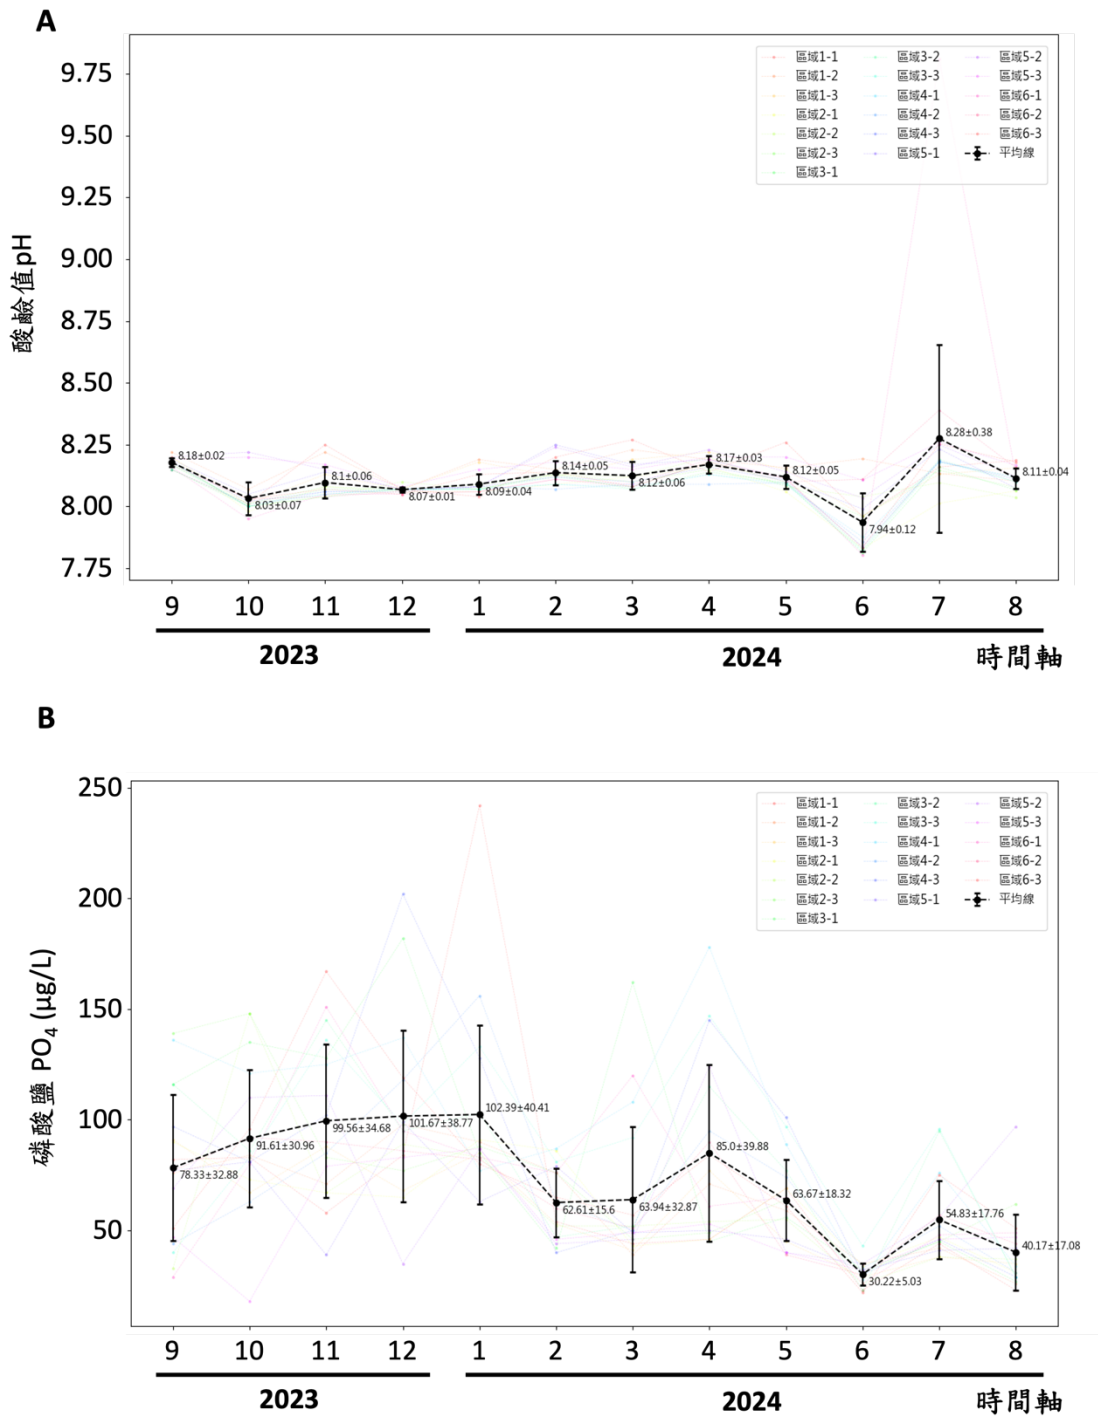 A
9.75
9.50
9.25
9.00
8.75
8.50
8.25
8.00
7.75
酸鹼值pH
區域1-1
區域1-2
區域1-3
區域2-1
區域2-2
區域2-3
區域3-1
區域3-2
區域3-3
區域4-1
區域4-2
區域4-3
區域5-1
區域5-2
區域5-3
區域6-1
區域6-2
區域6-3
平均線
8.18±0.02
8.03±0.07
8.1±0.06
8.07±0.01
8.09±0.04
8.14±0.05
8.12±0.06
8.17±0.03
8.12±0.05
7.94±0.12
8.28±0.38
8.11±0.04
9 10 11 12 1 2 3 4 5 6 7 8
2023 2024 時間軸
B
250
200
150
100
50
磷酸鹽 PO4 (µg/L)
區域1-1
區域1-2
區域1-3
區域2-1
區域2-2
區域2-3
區域3-1
區域3-2
區域3-3
區域4-1
區域4-2
區域4-3
區域5-1
區域5-2
區域5-3
區域6-1
區域6-2
區域6-3
平均線
78.33±32.88
91.61±30.96
99.56±34.68
101.67±38.77
102.39±40.41
62.61±15.6
63.94±32.87
85.0±39.88
63.67±18.32
30.22±5.03
54.83±17.76
40.17±17.08
9 10 11 12 1 2 3 4 5 6 7 8
2023 2024 時間軸